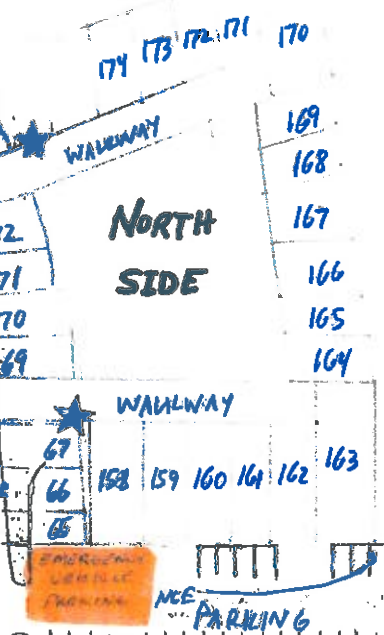 174 173 172 171 170
WALKWAY
169
168
NORTH
SIDE
167
166
165
164
71
70
69
WALKWAY
67
66
65
158 159 160 161 162 163
EMERGENCY
VEHICLE
PARKING
NCE
PARKING